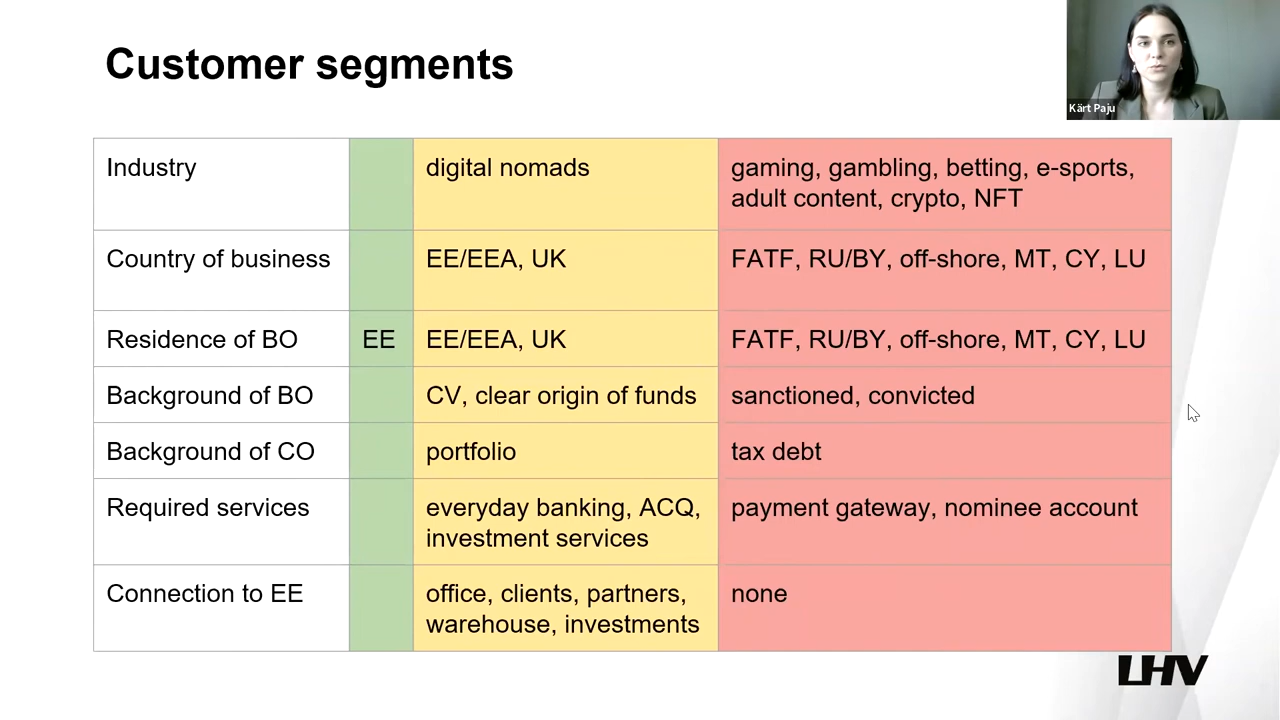 Customer segments
Kärt Paju
Industry
digital nomads
gaming, gambling, betting, e-sports,
adult content, crypto, NFT
Country of business
EE/EEA, UK
FATF, RU/BY, off-shore, MT, CY, LU
Residence of BO
EE
EE/EEA, UK
FATF, RU/BY, off-shore, MT, CY, LU
Background of BO
CV, clear origin of funds
sanctioned, convicted
Background of CO
portfolio
tax debt
Required services
everyday banking, ACQ,
investment services
payment gateway, nominee account
Connection to EE
office, clients, partners,
warehouse, investments
none
LHV